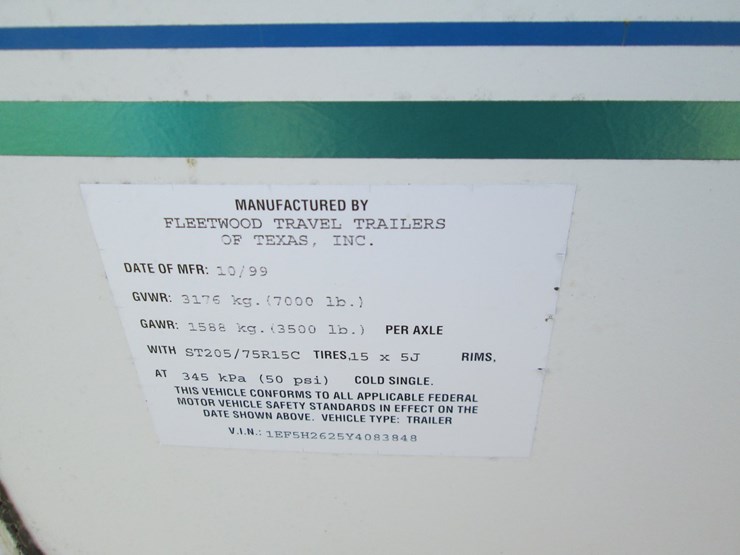 MANUFACTURED BY
FLEETWOOD TRAVEL TRAILERS
OF TEXAS, INC.
DATE OF MFR: 10/99
GVWR: 3176 kg.(7000 lb.)
GAWR: 1588 kg.(3500 lb.) PER AXLE
WITH ST205/75R15C TIRES,15 x 5J RIMS,
AT 345 kPa (50 psi) COLD SINGLE.
THIS VEHICLE CONFORMS TO ALL APPLICABLE FEDERAL
MOTOR VEHICLE SAFETY STANDARDS IN EFFECT ON THE
DATE SHOWN ABOVE. VEHICLE TYPE: TRAILER
V.I.N.: 1EF5H2625Y4083848